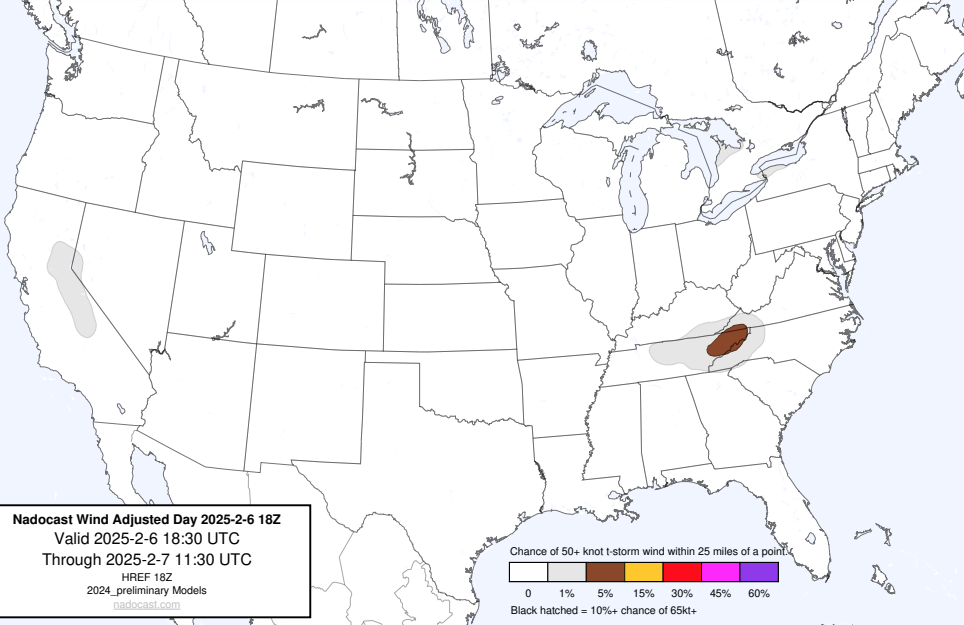 Nadocast Wind Adjusted Day 2025-2-6 18Z
Valid 2025-2-6 18:30 UTC
Through 2025-2-7 11:30 UTC
HREF 18Z
2024_preliminary Models
nadocast.com
Chance of 50+ knot t-storm wind within 25 miles of a point.
0 1% 5% 15% 30% 45% 60%
Black hatched = 10%+ chance of 65kt+